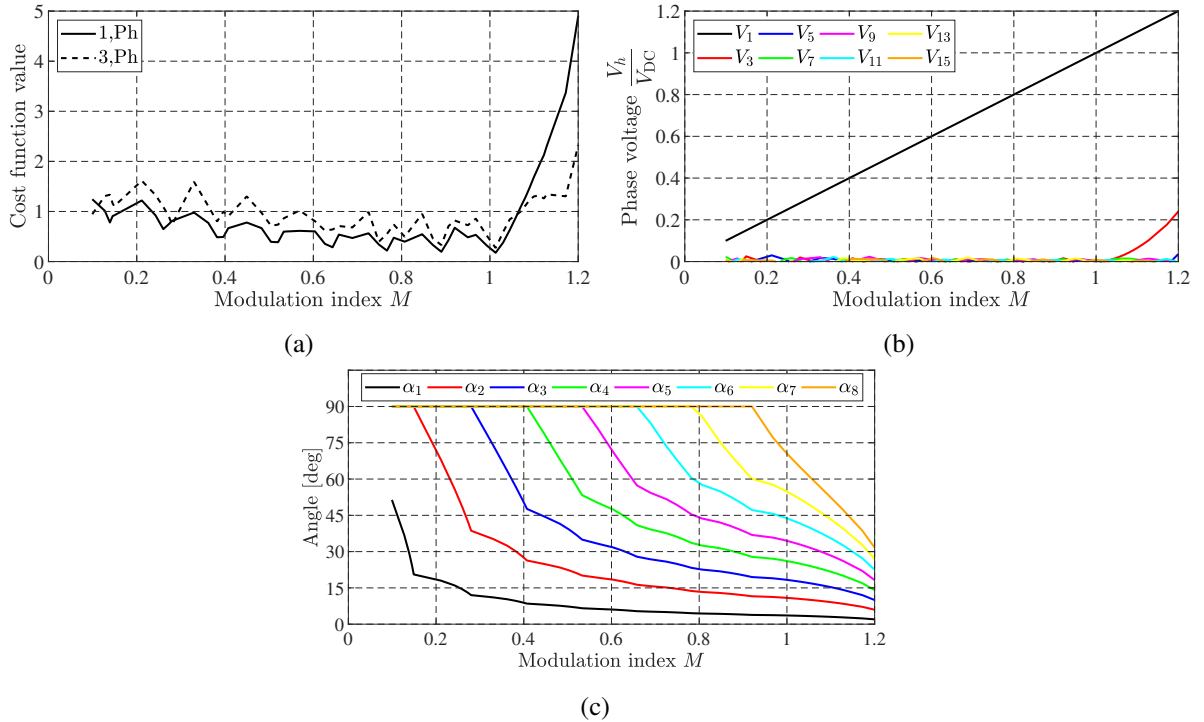 5
4
3
2
1
0
0 0.2 0.4 0.6 0.8 1 1.2
Cost function value
Modulation index M
1,Ph
3,Ph
(a)
1.2
1
0.8
0.6
0.4
0.2
0
0 0.2 0.4 0.6 0.8 1 1.2
Phase voltage V_h/V_DC
Modulation index M
V_1 V_5 V_9 V_13
V_3 V_7 V_11 V_15
(b)
α_1 α_2 α_3 α_4 α_5 α_6 α_7 α_8
90
75
60
45
30
15
0
0 0.2 0.4 0.6 0.8 1 1.2
Angle [deg]
Modulation index M
(c)